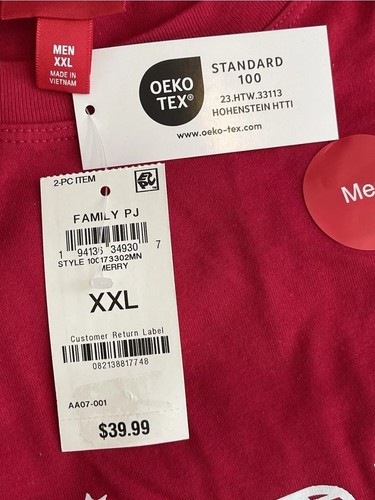 MEN
XXL
MADE IN
VIETNAM
OEKO
TEX®
STANDARD
100
23.HTW.33113
HOHENSTEIN HTTI
www.oeko-tex.com
Me
2-PC ITEM
FAMILY PJ
1 94135 34930 7
STYLE 100173302MN
MERRY
XXL
Customer Return Label
082138817748
AA07-001
$39.99